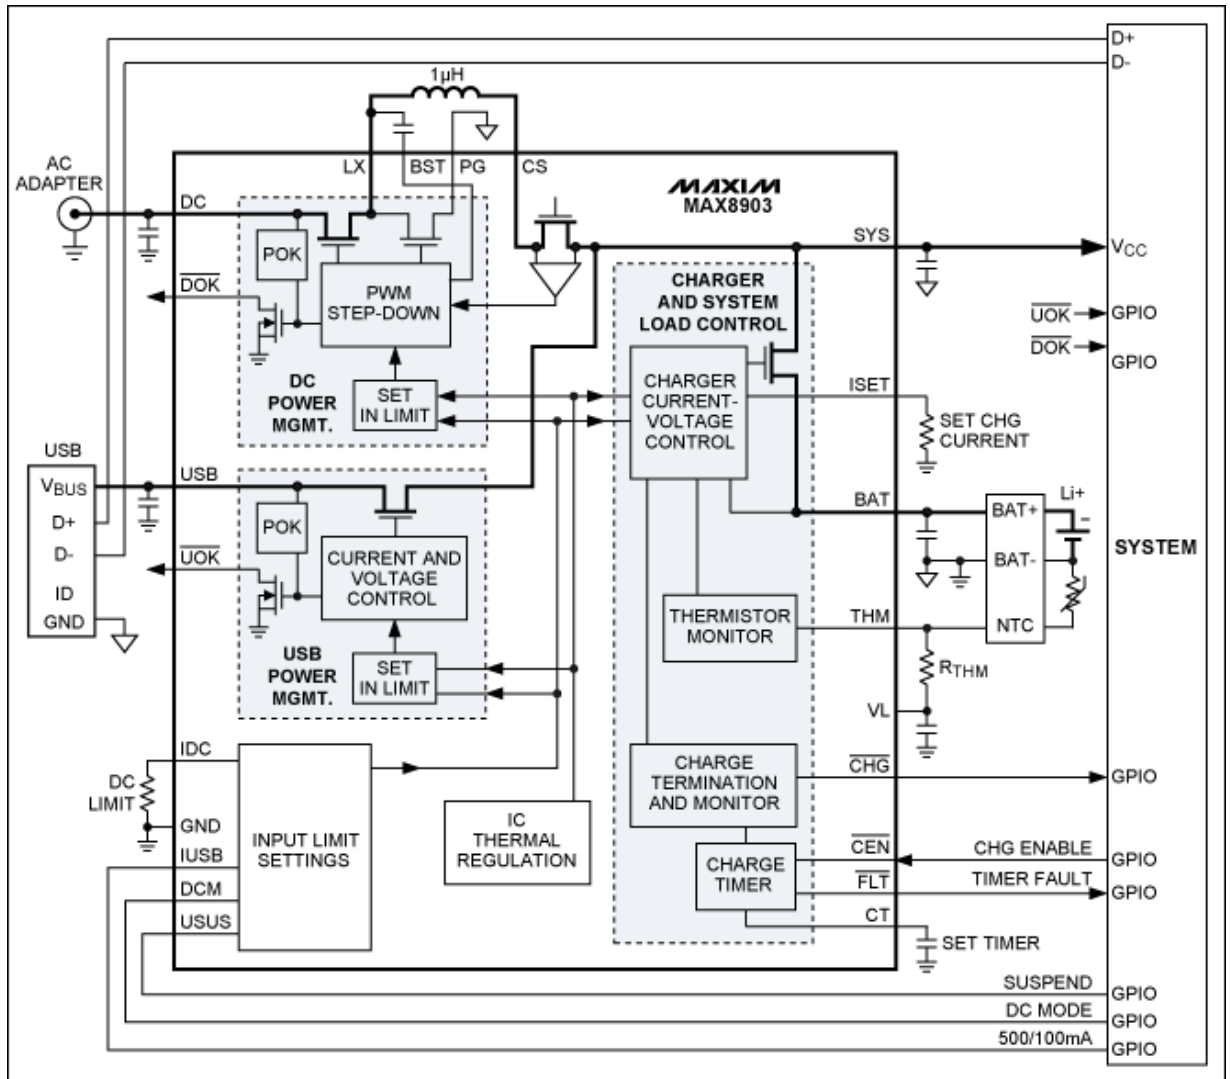 D+
D-
1µH
LX
BST
PG
CS
AC
ADAPTER
MAXIM
MAX8903
DC
SYS
VCC
POK
DOK
PWM
STEP-DOWN
CHARGER
AND SYSTEM
LOAD CONTROL
UOK
GPIO
DOK
GPIO
DC
POWER
MGMT.
SET
IN LIMIT
CHARGER
CURRENT-
VOLTAGE
CONTROL
ISET
SET CHG
CURRENT
USB
VBUS
D+
D-
ID
GND
USB
POK
UOK
CURRENT AND
VOLTAGE
CONTROL
BAT
BAT+
Li+
-
BAT-
NTC
SYSTEM
THERMISTOR
MONITOR
THM
RTHM
USB
POWER
MGMT.
SET
IN LIMIT
VL
IDC
DC
LIMIT
GND
IUSB
DCM
USUS
INPUT LIMIT
SETTINGS
IC
THERMAL
REGULATION
CHARGE
TERMINATION
AND MONITOR
CHG
GPIO
CHARGE
TIMER
CEN
CHG ENABLE
GPIO
FLT
TIMER FAULT
GPIO
CT
SET TIMER
SUSPEND
GPIO
DC MODE
GPIO
500/100mA
GPIO